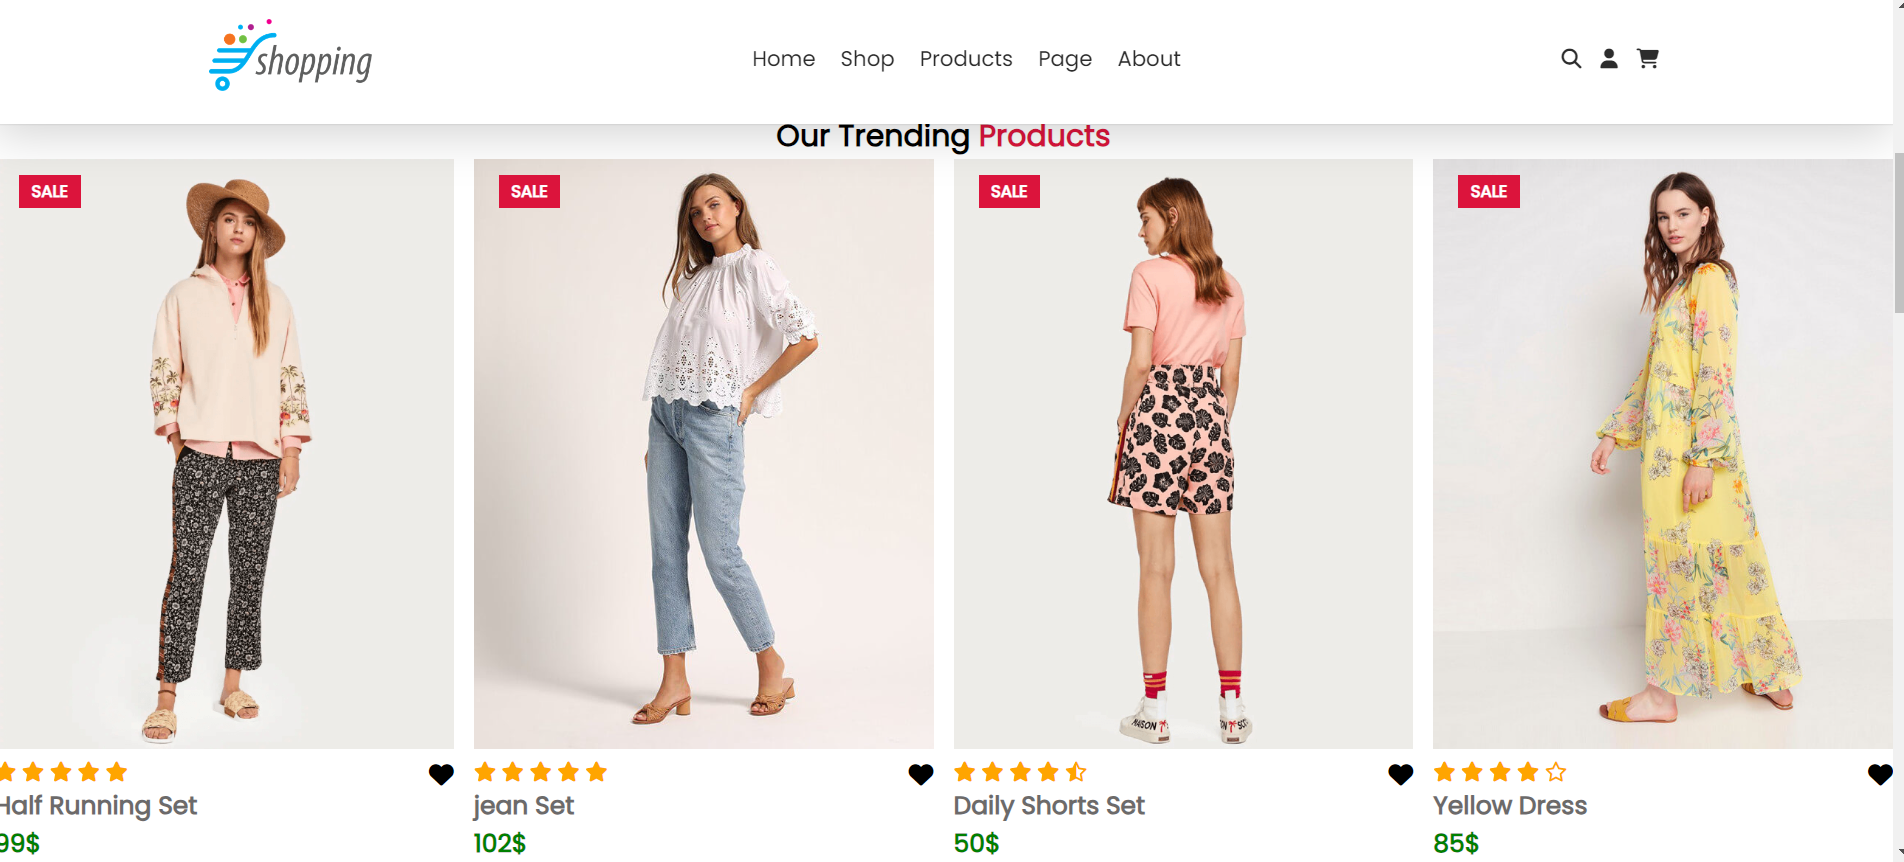 shopping
Home Shop Products Page About
Our Trending Products
SALE SALE SALE SALE
MAISON
Half Running Set jean Set Daily Shorts Set Yellow Dress
99$ 102$ 50$ 85$